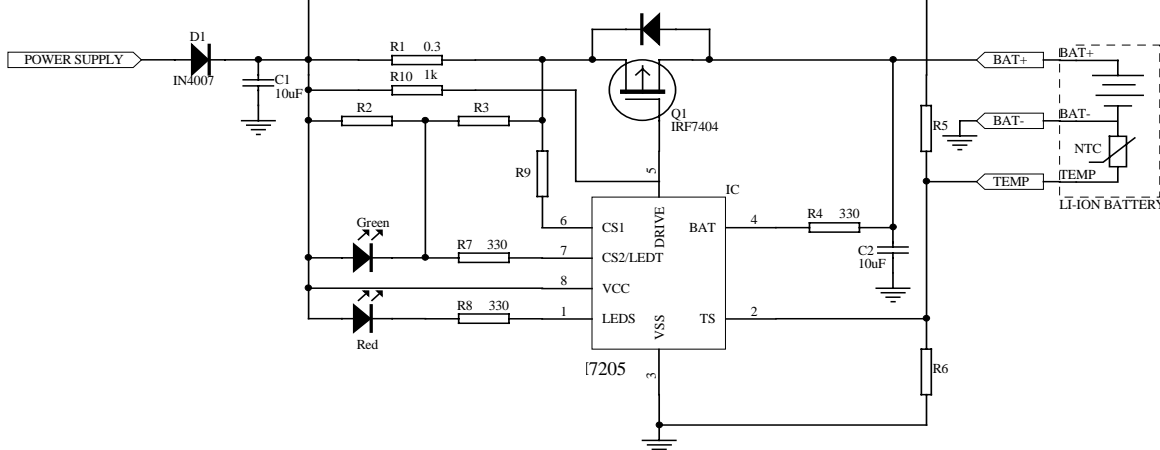 D1
POWER SUPPLY
IN4007
C1
10uF
R1 0.3
R10 1k
R2
R3
Q1
IRF7404
BAT+
BAT+
BAT-
BAT-
R5
NTC
TEMP
TEMP
LI-ION BATTERY
R9
5
IC
6
CS1
DRIVE
BAT
4
R4 330
Green
R7 330
7
CS2/LEDT
C2
10uF
8
VCC
R8 330
1
LEDS
VSS
TS
2
Red
7205
3
R6